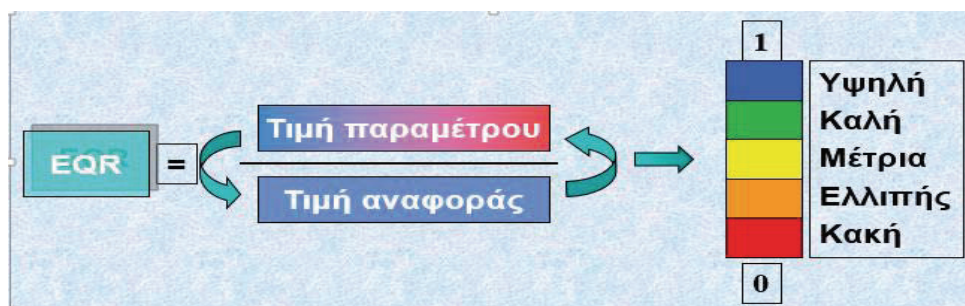 EQR
=
Τιμή παραμέτρου
Τιμή αναφοράς
1
Υψηλή
Καλή
Μέτρια
Ελλιπής
Κακή
0